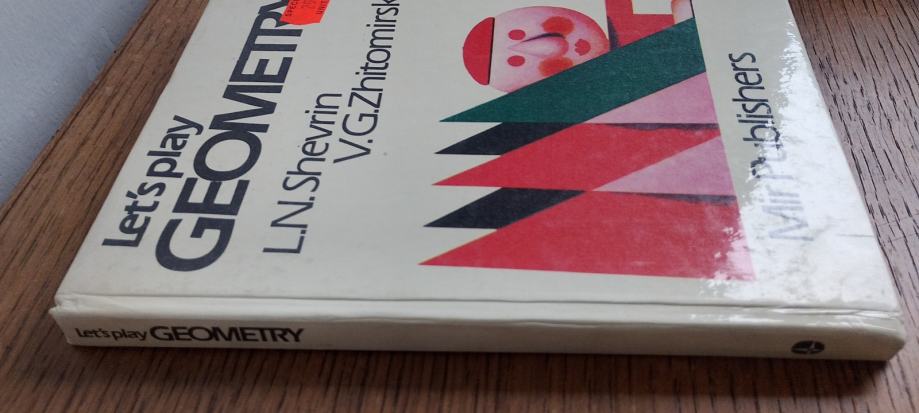 Let's play
GEOMETRY
L.N.Shevrin
V.G.Zhitomirsk
Mir Publishers
Let's play GEOMETRY